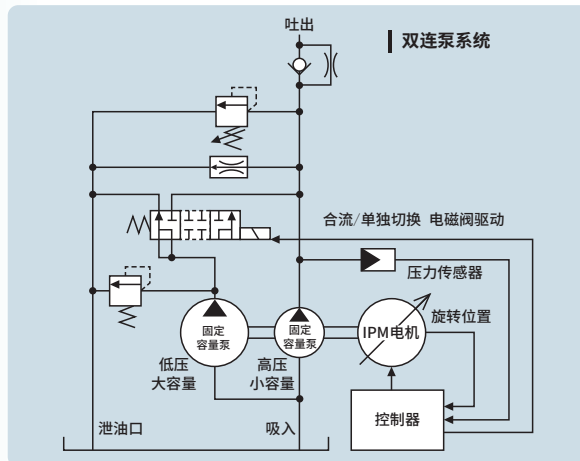 吐出
双连泵系统
合流/单独切换 电磁阀驱动
压力传感器
旋转位置
固定
容量泵
固定
容量泵
IPM电机
低压
大容量
高压
小容量
控制器
泄油口
吸入